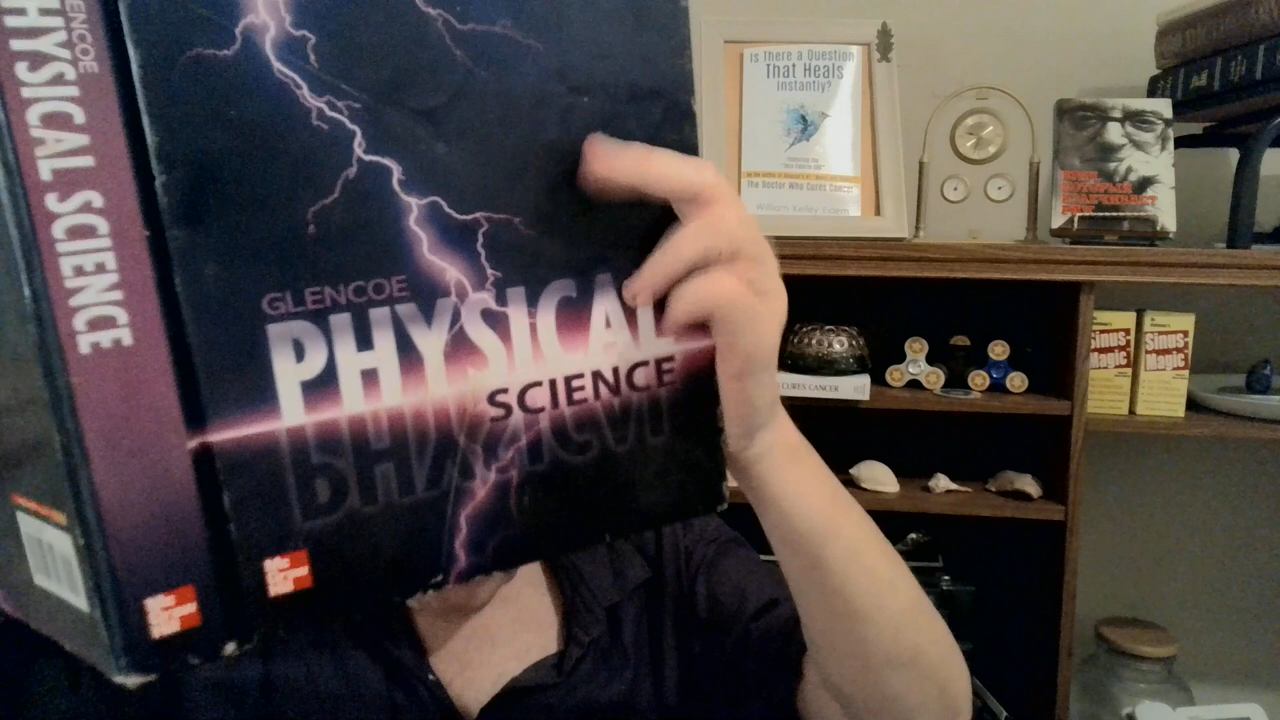 GLENCOE
PHYSICAL SCIENCE
GLENCOE
PHYSICAL
SCIENCE
Is There a Question
That Heals
Instantly?
The Doctor Who Cures Cancer
William Kelley Eidem
CURES CANCER
Sinus-
Magic
Sinus-
Magic